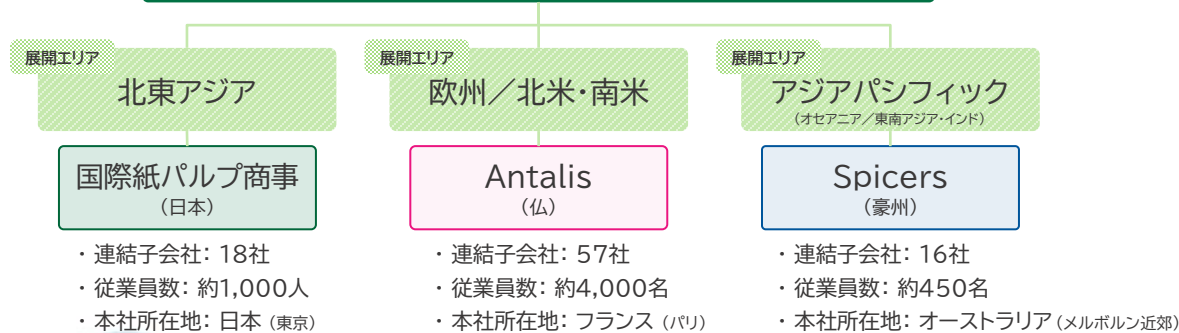 展開エリア
北東アジア
国際紙パルプ商事
（日本）
・連結子会社：18社
・従業員数：約1,000人
・本社所在地：日本（東京）
展開エリア
欧州／北米・南米
Antalis
（仏）
・連結子会社：57社
・従業員数：約4,000名
・本社所在地：フランス（パリ）
展開エリア
アジアパシフィック
（オセアニア／東南アジア・インド）
Spicers
（豪州）
・連結子会社：16社
・従業員数：約450名
・本社所在地：オーストラリア（メルボルン近郊）